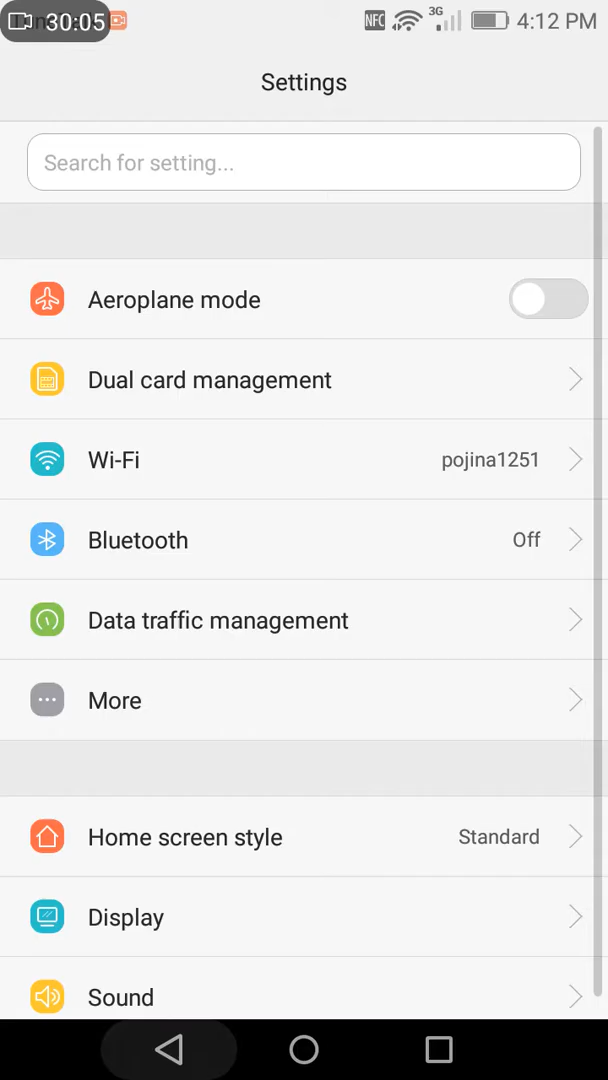 30:05 NFC 3G 4:12 PM
Settings
Search for setting...
Aeroplane mode
Dual card management
Wi-Fi pojina1251
Bluetooth Off
Data traffic management
More
Home screen style Standard
Display
Sound